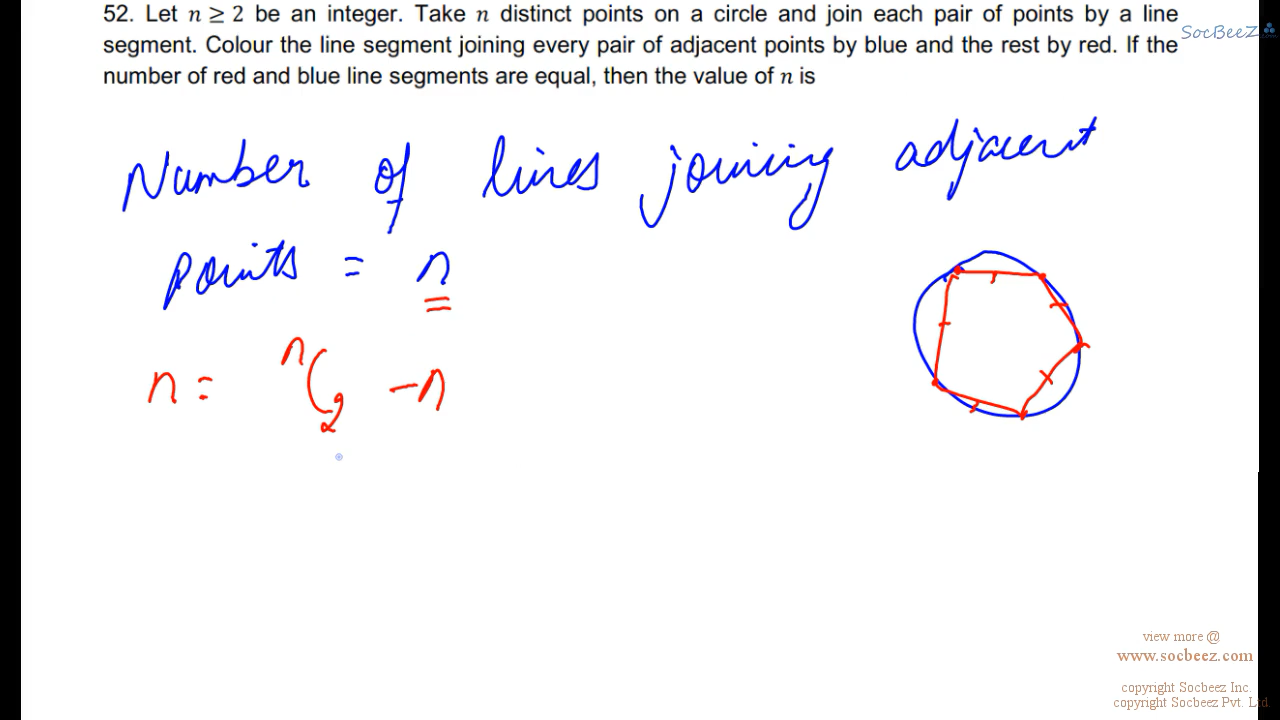 52. Let n ≥ 2 be an integer. Take n distinct points on a circle and join each pair of points by a line
segment. Colour the line segment joining every pair of adjacent points by blue and the rest by red. If the
number of red and blue line segments are equal, then the value of n is
SocBeeZ
Number of lines joining adjacent
points = n
n = ⁿC₂ - n
view more @
www.socbeez.com
copyright Socbeez Inc.
copyright Socbeez Pvt. Ltd.